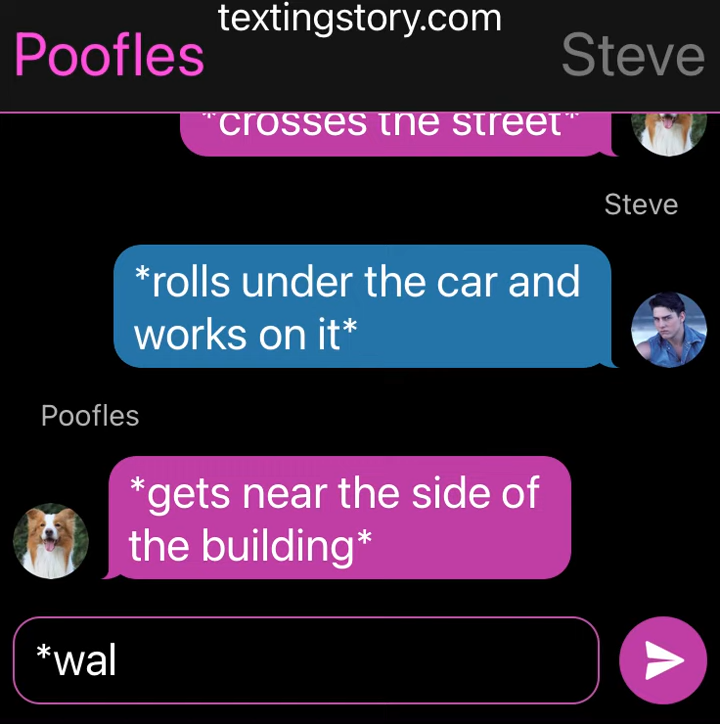 textingstory.com
Poofles
Steve
*crosses the street*
Steve
*rolls under the car and
works on it*
Poofles
*gets near the side of
the building*
*wal